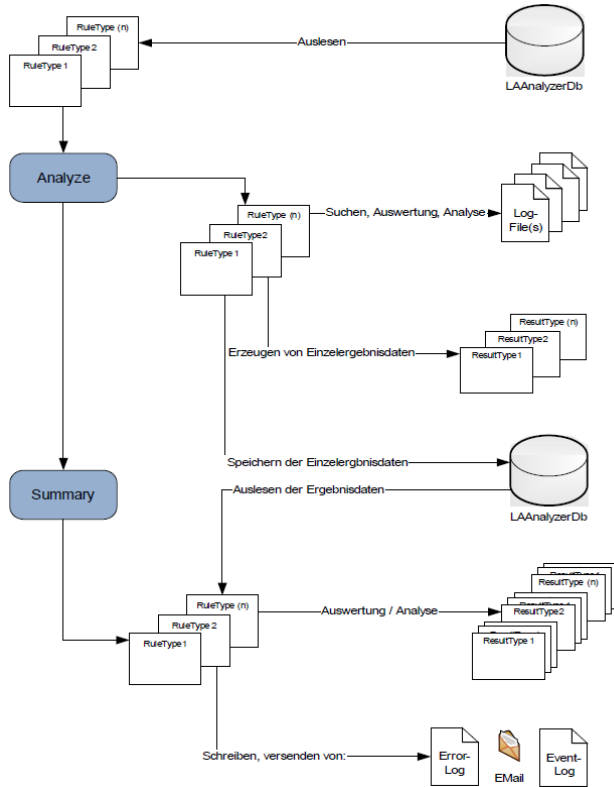 RuleType (n)
RuleType 2
RuleType 1
Auslesen
LAAnalyzerDb
Analyze
RuleType (n)
RuleType2
RuleType 1
Suchen, Auswertung, Analyse
Log-
File(s)
ResultType (n)
ResultType2
ResultType1
Erzeugen von Einzelergebnisdaten
Speichern der Einzelergbnisdaten
Auslesen der Ergebnisdaten
LAAnalyzerDb
Summary
RuleType (n)
RuleType 2
RuleType1
Auswertung / Analyse
ResultType (n)
ResultType2
ResultType 1
Schreiben, versenden von:
Error-
Log
EMail
Event-
Log